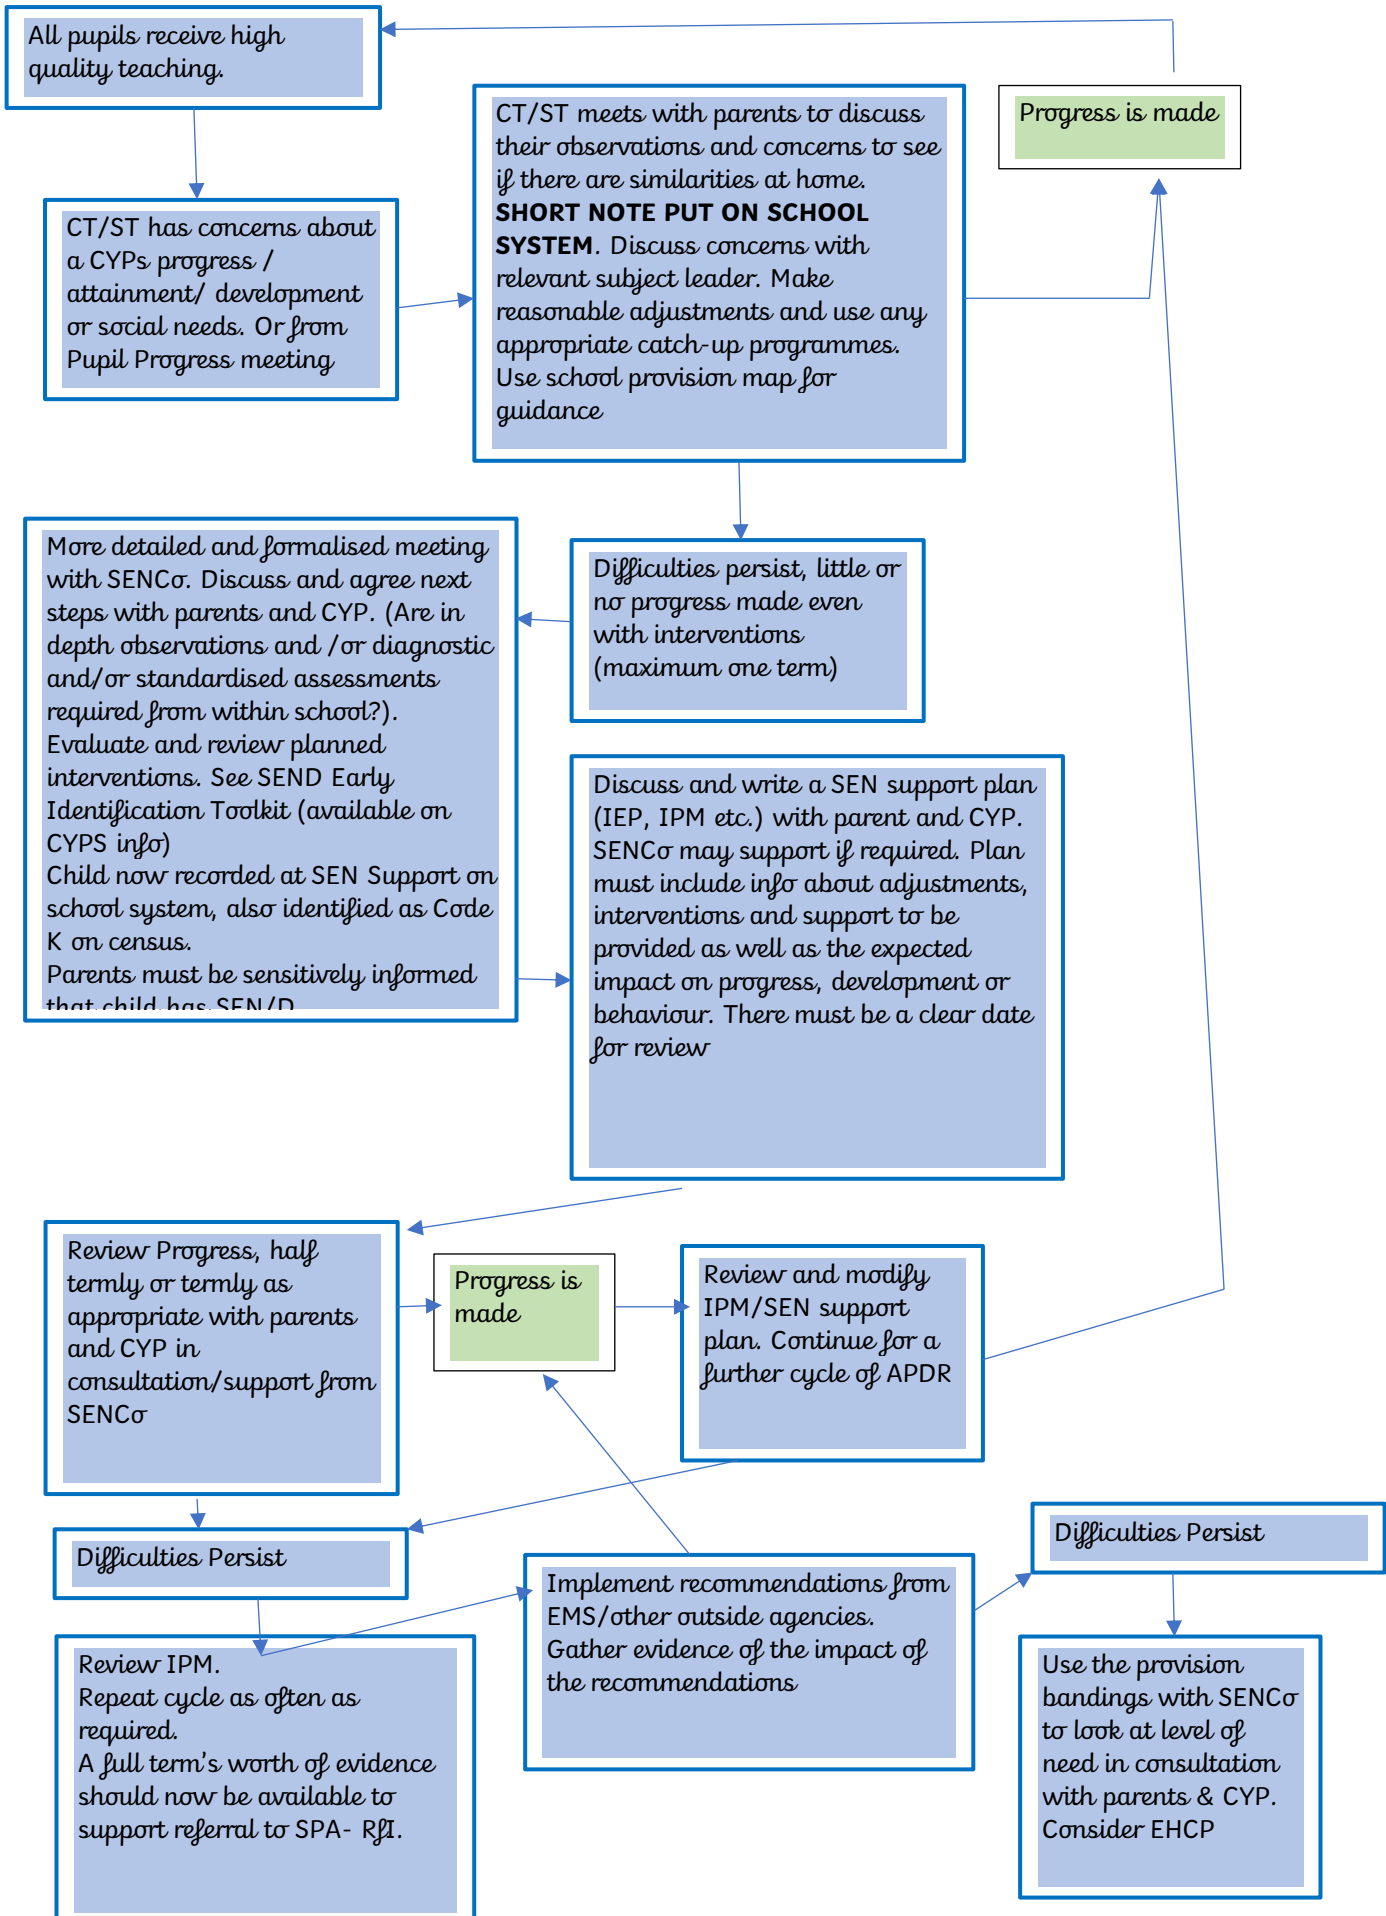 All pupils receive high
quality teaching.
Progress is made
CT/ST meets with parents to discuss
their observations and concerns to see
if there are similarities at home.
SHORT NOTE PUT ON SCHOOL
SYSTEM. Discuss concerns with
relevant subject leader. Make
reasonable adjustments and use any
appropriate catch-up programmes.
Use school provision map for
guidance
CT/ST has concerns about
a CYPs progress /
attainment/ development
or social needs. Or from
Pupil Progress meeting
Difficulties persist, little or
no progress made even
with interventions
(maximum one term)
More detailed and formalised meeting
with SENCo. Discuss and agree next
steps with parents and CYP. (Are in
depth observations and /or diagnostic
and/or standardised assessments
required from within school?).
Evaluate and review planned
interventions. See SEND Early
Identification Toolkit (available on
CYPS info)
Child now recorded at SEN Support on
school system, also identified as Code
K on census.
Parents must be sensitively informed
that child has SEN/D
Discuss and write a SEN support plan
(IEP, IPM etc.) with parent and CYP.
SENCo may support if required. Plan
must include info about adjustments,
interventions and support to be
provided as well as the expected
impact on progress, development or
behaviour. There must be a clear date
for review
Review Progress, half
termly or termly as
appropriate with parents
and CYP in
consultation/support from
SENCo
Progress is
made
Review and modify
IPM/SEN support
plan. Continue for a
further cycle of APDR
Difficulties Persist
Review IPM.
Repeat cycle as often as
required.
A full term's worth of evidence
should now be available to
support referral to SPA- RfI.
Implement recommendations from
EMS/other outside agencies.
Gather evidence of the impact of
the recommendations
Difficulties Persist
Use the provision
bandings with SENCo
to look at level of
need in consultation
with parents & CYP.
Consider EHCP